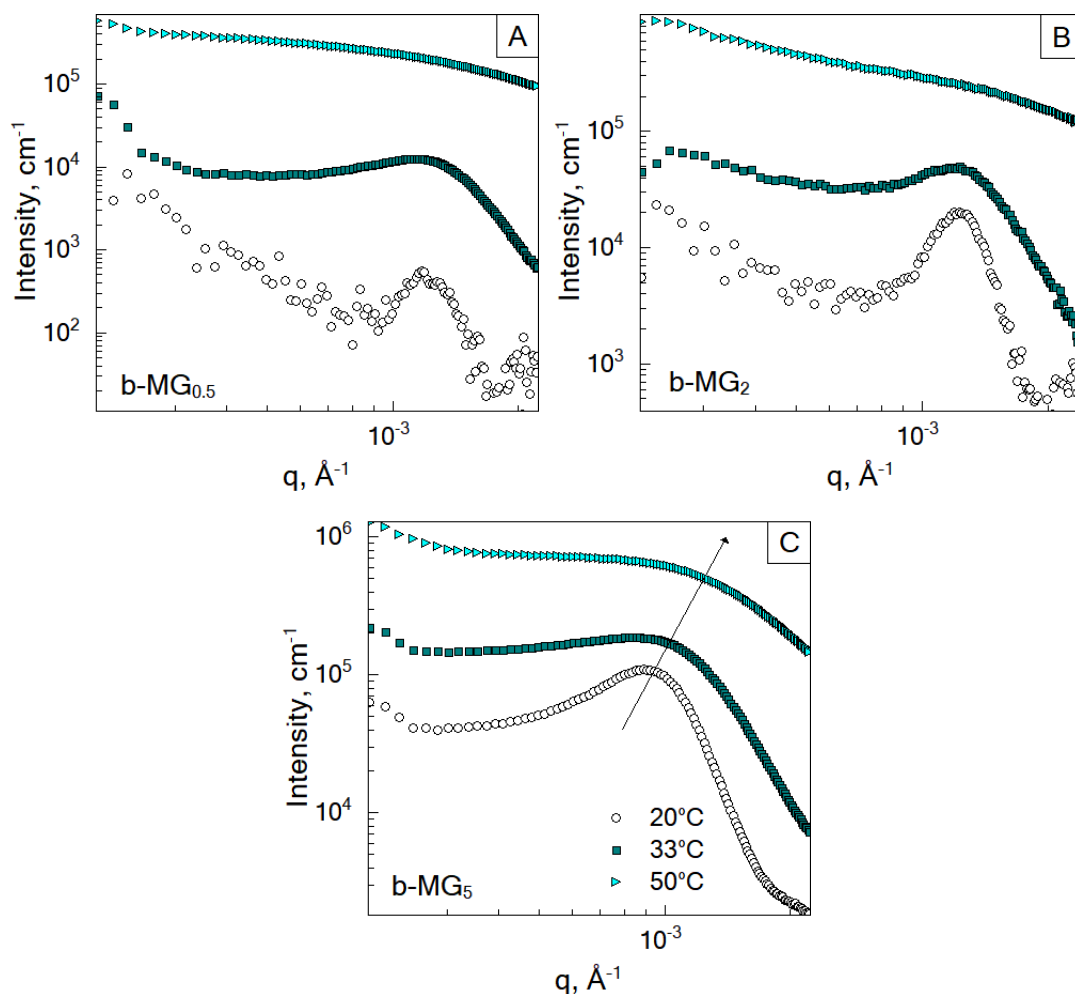 A
10⁵
10⁴
10³
10²
Intensity, cm⁻¹
b-MG₀.₅
10⁻³
q, Å⁻¹
B
10⁵
10⁴
10³
Intensity, cm⁻¹
b-MG₂
10⁻³
q, Å⁻¹
C
10⁶
10⁵
10⁴
Intensity, cm⁻¹
20°C
33°C
50°C
b-MG₅
10⁻³
q, Å⁻¹